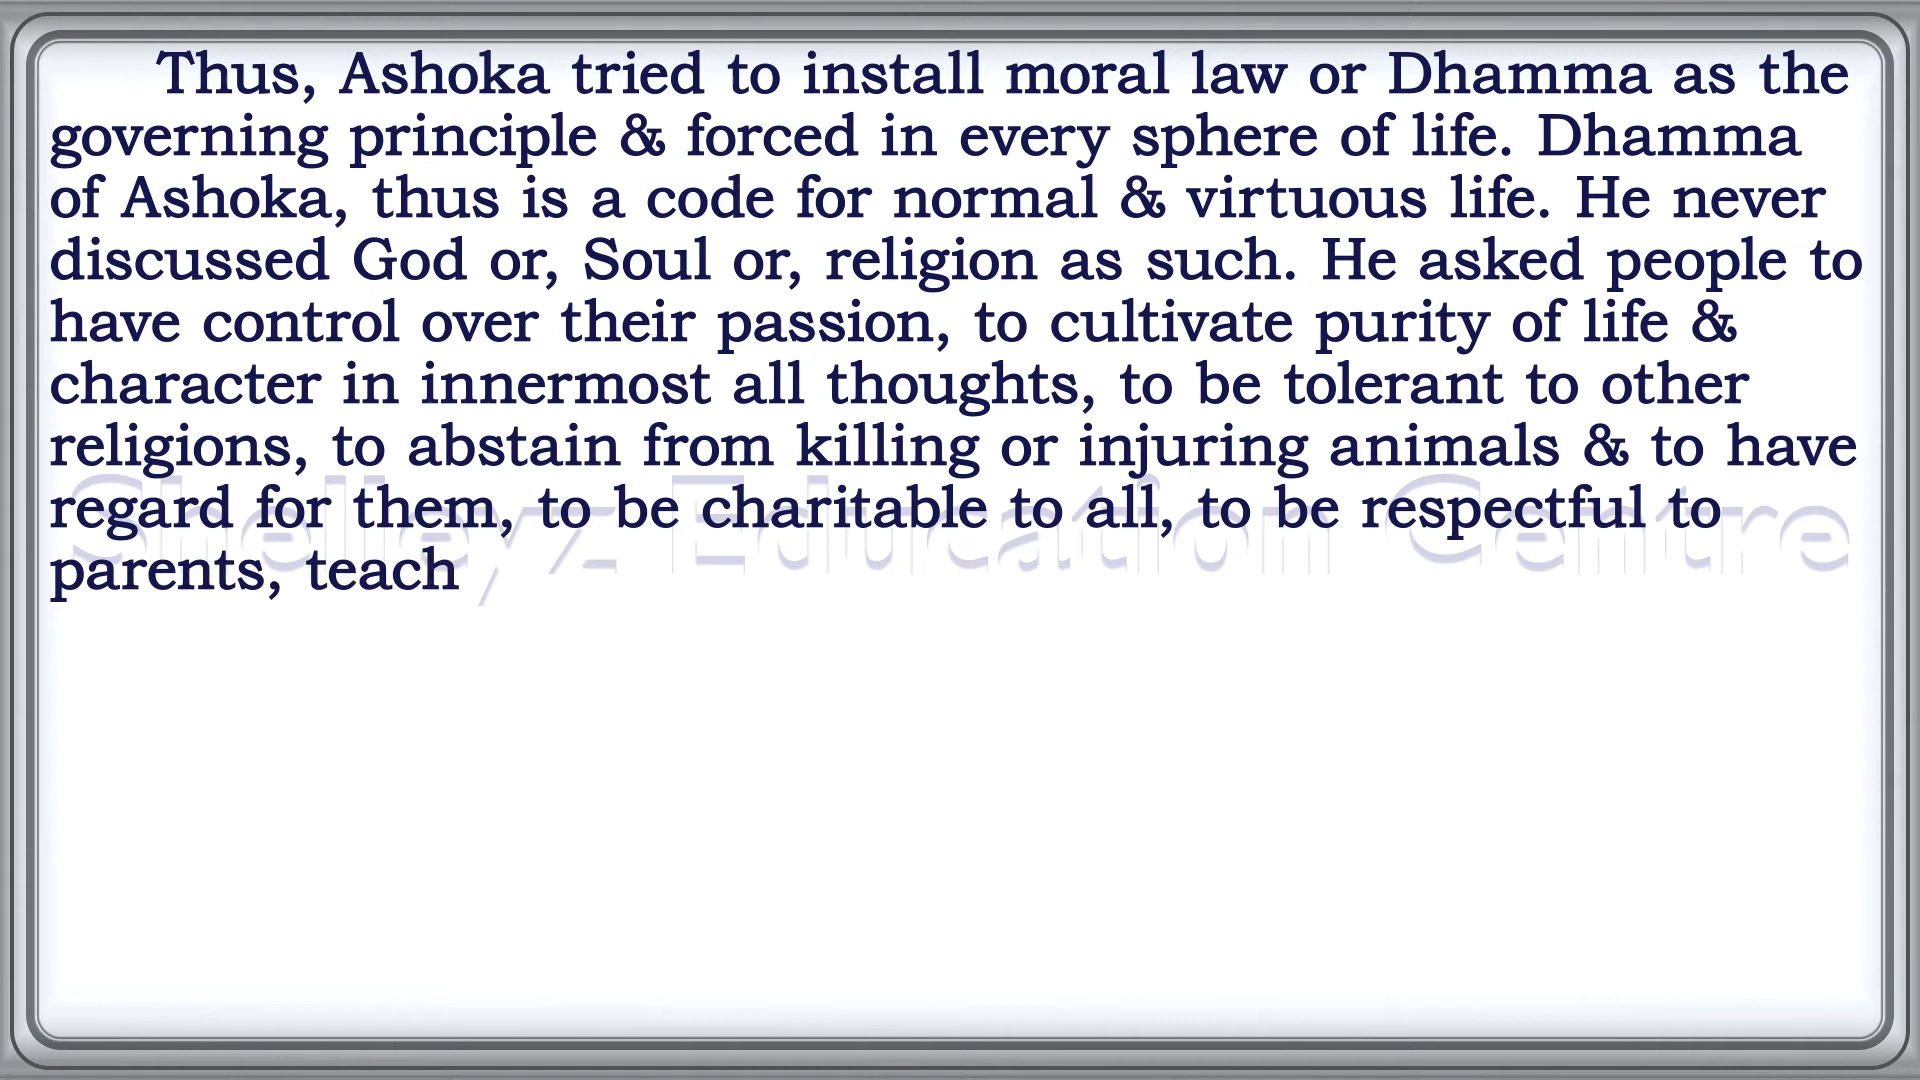 Thus, Ashoka tried to install moral law or Dhamma as the
governing principle & forced in every sphere of life. Dhamma
of Ashoka, thus is a code for normal & virtuous life. He never
discussed God or, Soul or, religion as such. He asked people to
have control over their passion, to cultivate purity of life &
character in innermost all thoughts, to be tolerant to other
religions, to abstain from killing or injuring animals & to have
regard for them, to be charitable to all, to be respectful to
parents, teach
Shelleyz Education Centre